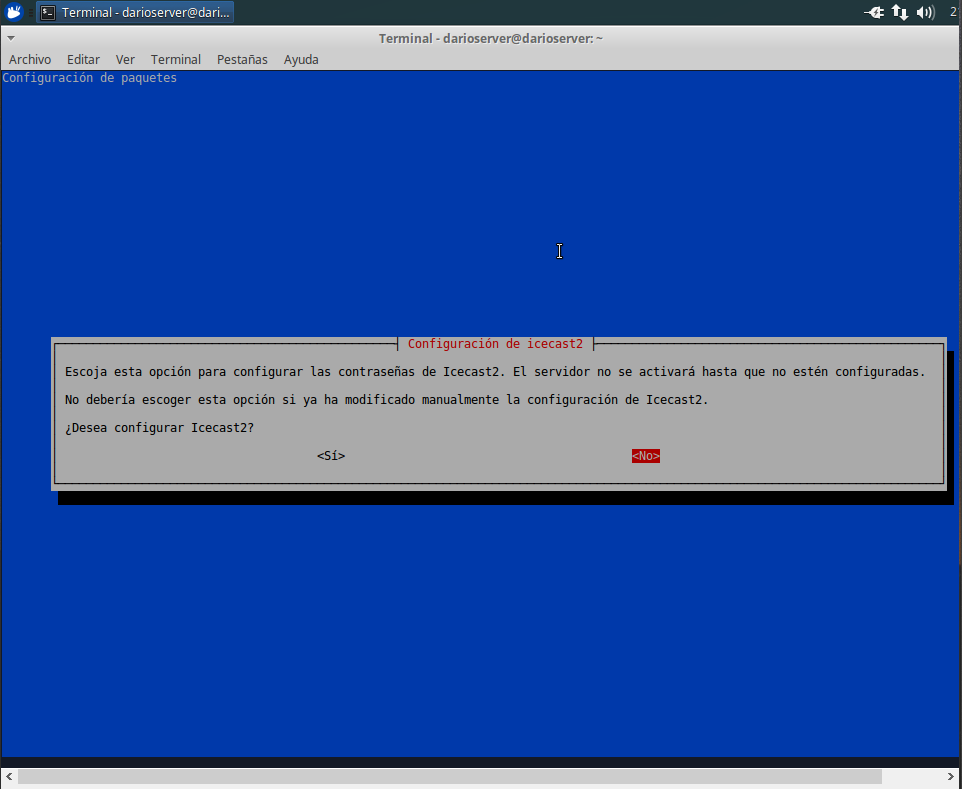 Terminal - darioserver@dari...
2
Terminal - darioserver@darioserver: ~
Archivo Editar Ver Terminal Pestañas Ayuda
Configuración de paquetes
Configuración de icecast2
Escoja esta opción para configurar las contraseñas de Icecast2. El servidor no se activará hasta que no estén configuradas.
No debería escoger esta opción si ya ha modificado manualmente la configuración de Icecast2.
¿Desea configurar Icecast2?
<Sí> <No>